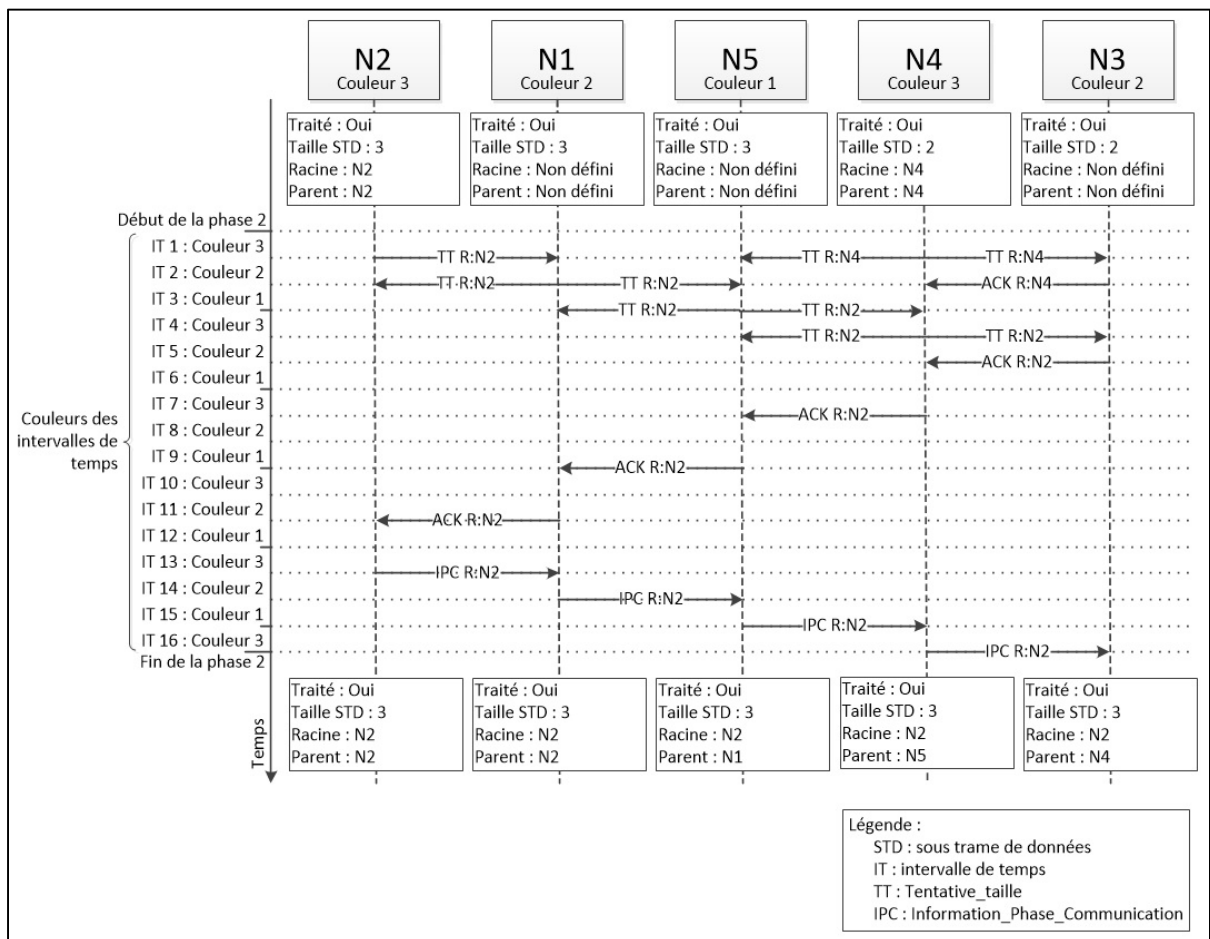 N2
Couleur 3
N1
Couleur 2
N5
Couleur 1
N4
Couleur 3
N3
Couleur 2
Traité : Oui
Taille STD : 3
Racine : N2
Parent : N2
Traité : Oui
Taille STD : 3
Racine : Non défini
Parent : Non défini
Traité : Oui
Taille STD : 3
Racine : Non défini
Parent : Non défini
Traité : Oui
Taille STD : 2
Racine : N4
Parent : N4
Traité : Oui
Taille STD : 2
Racine : Non défini
Parent : Non défini
Début de la phase 2
IT 1 : Couleur 3
TT R:N2
TT R:N4
TT R:N4
IT 2 : Couleur 2
TT R:N2
TT R:N2
ACK R:N4
IT 3 : Couleur 1
TT R:N2
TT R:N2
IT 4 : Couleur 3
TT R:N2
TT R:N2
IT 5 : Couleur 2
ACK R:N2
IT 6 : Couleur 1
IT 7 : Couleur 3
ACK R:N2
IT 8 : Couleur 2
IT 9 : Couleur 1
ACK R:N2
IT 10 : Couleur 3
IT 11 : Couleur 2
ACK R:N2
IT 12 : Couleur 1
IT 13 : Couleur 3
IPC R:N2
IT 14 : Couleur 2
IPC R:N2
IT 15 : Couleur 1
IPC R:N2
IT 16 : Couleur 3
IPC R:N2
Fin de la phase 2
Couleurs des
intervalles de
temps
Temps
Traité : Oui
Taille STD : 3
Racine : N2
Parent : N2
Traité : Oui
Taille STD : 3
Racine : N2
Parent : N2
Traité : Oui
Taille STD : 3
Racine : N2
Parent : N1
Traité : Oui
Taille STD : 3
Racine : N2
Parent : N5
Traité : Oui
Taille STD : 3
Racine : N2
Parent : N4
Légende :
STD : sous trame de données
IT : intervalle de temps
TT : Tentative_taille
IPC : Information_Phase_Communication